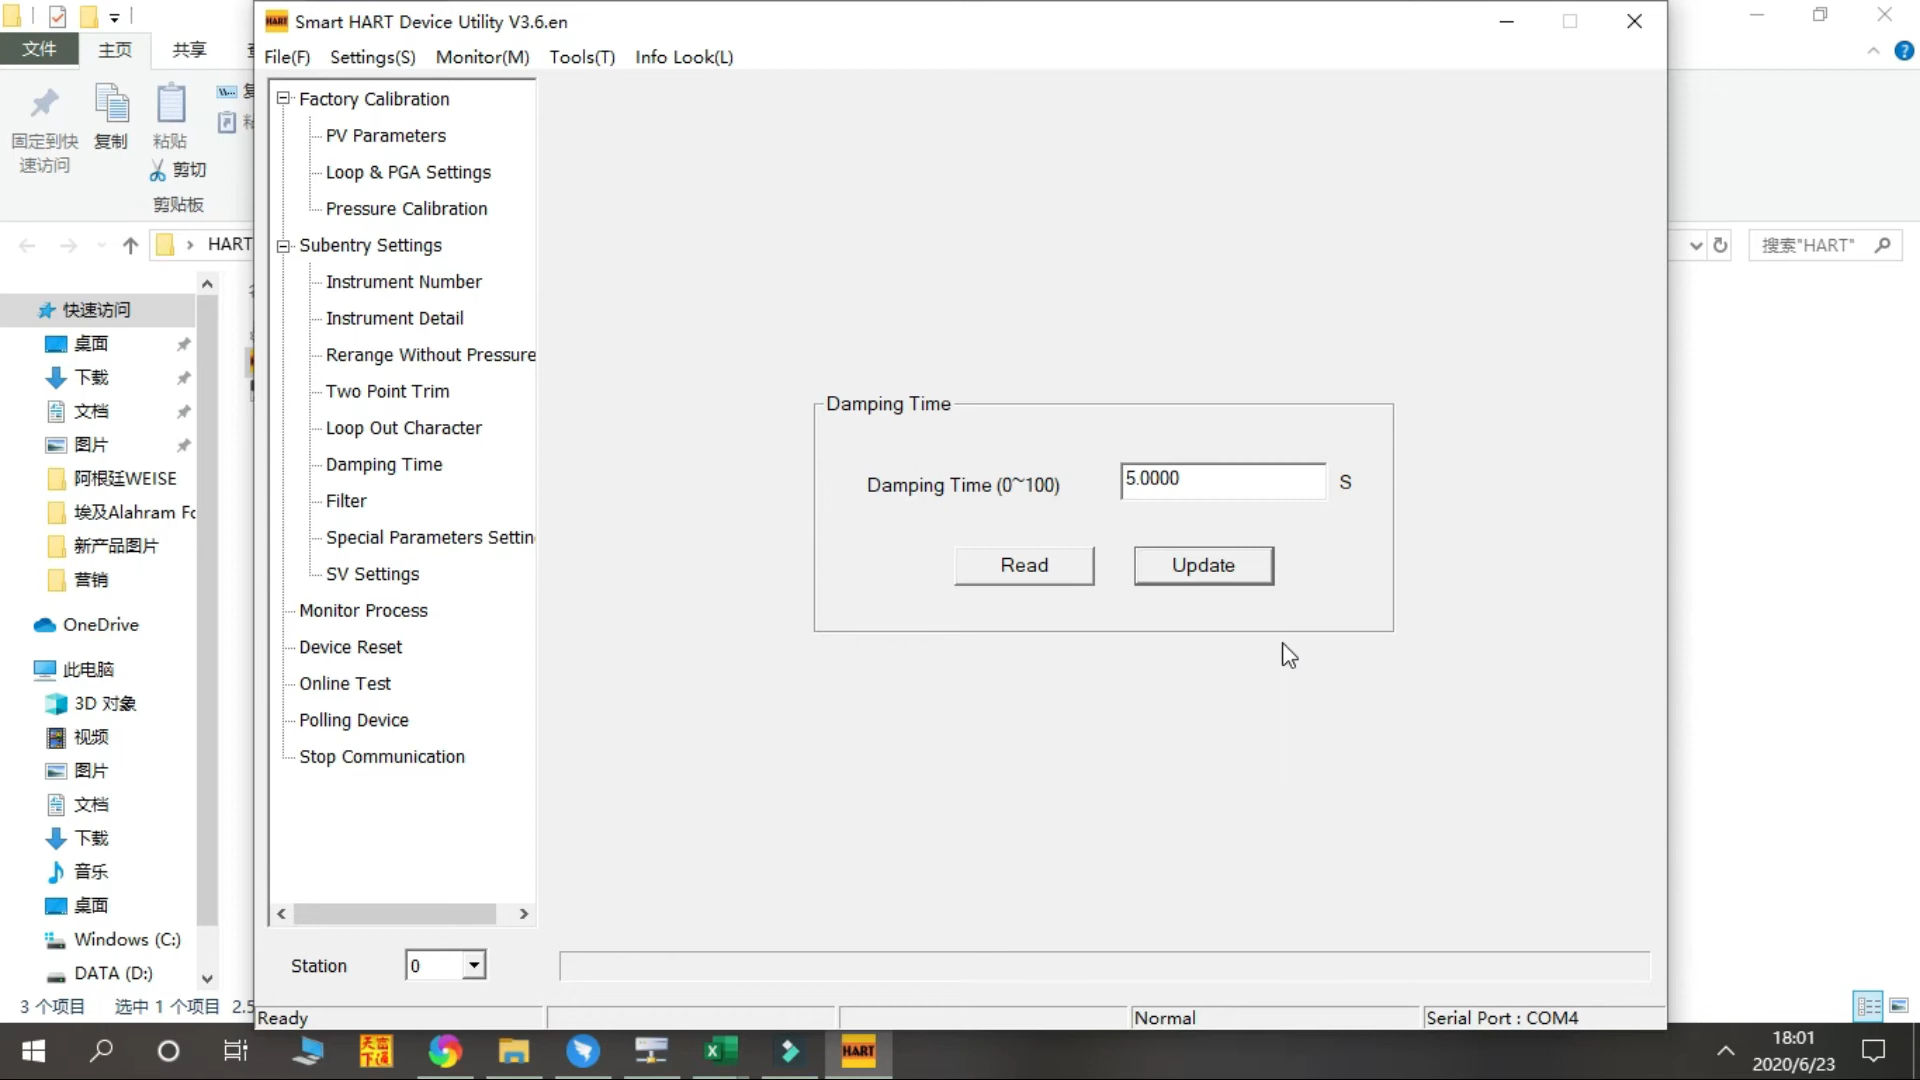 Smart HART Device Utility V3.6.en
File(F) Settings(S) Monitor(M) Tools(T) Info Look(L)
文件 主页 共享
固定到快
速访问
复制
粘贴
剪切
剪贴板
HART
搜索"HART"
快速访问
桌面
下载
文档
图片
阿根廷WEISE
埃及Alahram Fc
新产品图片
营销
OneDrive
此电脑
3D 对象
视频
图片
文档
下载
音乐
桌面
Windows (C:)
DATA (D:)
3 个项目 选中 1 个项目 2.5
Factory Calibration
PV Parameters
Loop & PGA Settings
Pressure Calibration
Subentry Settings
Instrument Number
Instrument Detail
Rerange Without Pressure
Two Point Trim
Loop Out Character
Damping Time
Filter
Special Parameters Settin
SV Settings
Monitor Process
Device Reset
Online Test
Polling Device
Stop Communication
Damping Time
Damping Time (0~100) 5.0000 S
Read Update
Station 0
Ready Normal Serial Port : COM4
天富
下通
HART
18:01
2020/6/23